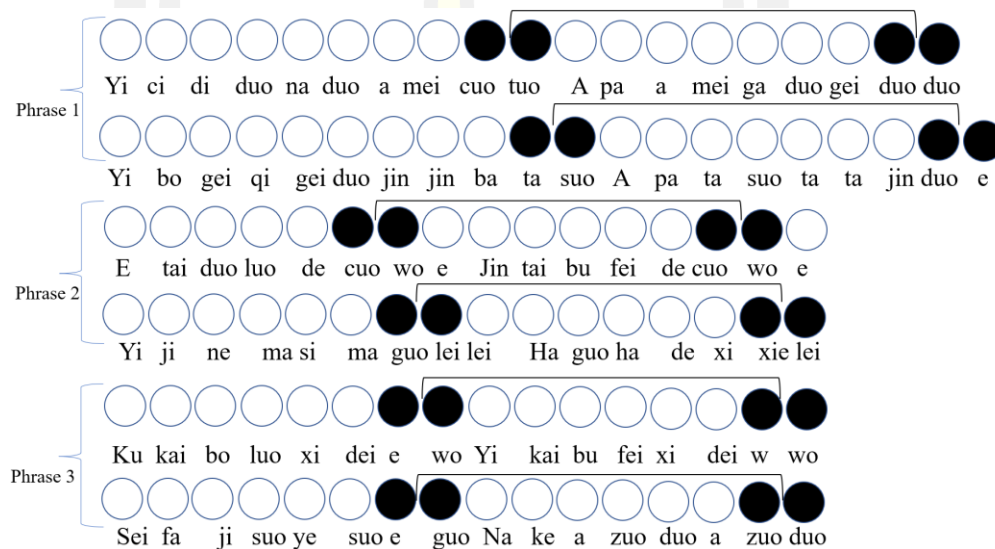 Yi ci di duo na duo a mei cuo tuo A pa a mei ga duo gei duo duo
Phrase 1
Yi bo gei qi gei duo jin jin ba ta suo A pa ta suo ta ta jin duo e
E tai duo luo de cuo wo e Jin tai bu fei de cuo wo e
Phrase 2
Yi ji ne ma si ma guo lei lei Ha guo ha de xi xie lei
Ku kai bo luo xi dei e wo Yi kai bu fei xi dei w wo
Phrase 3
Sei fa ji suo ye suo e guo Na ke a zuo duo a zuo duo